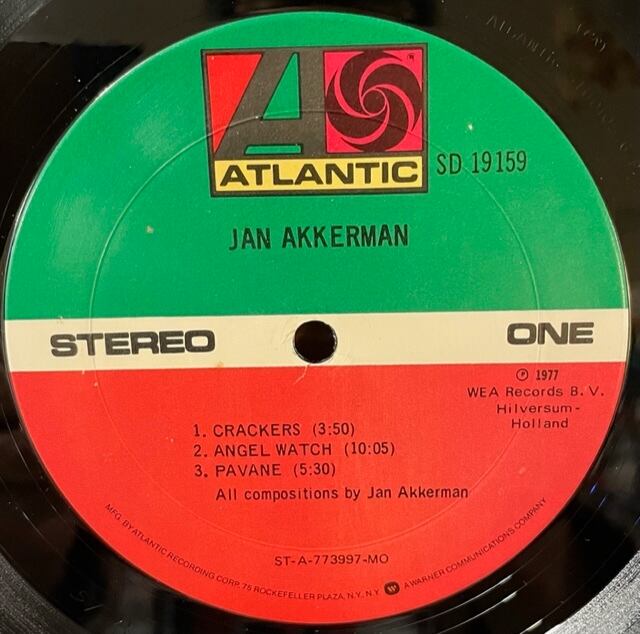 ATLANTIC
SD 19159
JAN AKKERMAN
STEREO
ONE
℗ 1977
WEA Records B.V.
Hilversum-
Holland
1. CRACKERS (3:50)
2. ANGEL WATCH (10:05)
3. PAVANE (5:30)
All compositions by Jan Akkerman
ST-A-773997-MO
MFG. BY ATLANTIC RECORDING CORP. 75 ROCKEFELLER PLAZA, N.Y. N.Y. A WARNER COMMUNICATIONS COMPANY